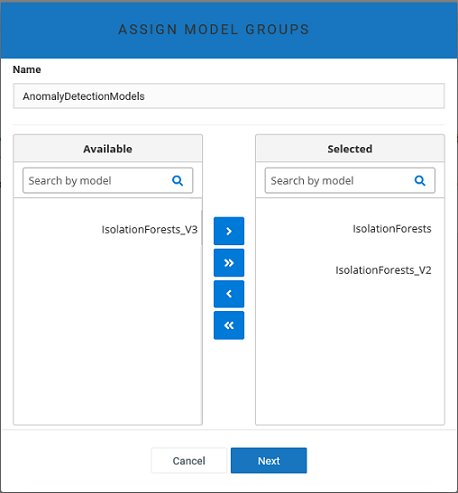 ASSIGN MODEL GROUPS
Name
AnomalyDetectionModels
Available
Search by model
IsolationForests_V3
Selected
Search by model
IsolationForests
IsolationForests_V2
Cancel
Next